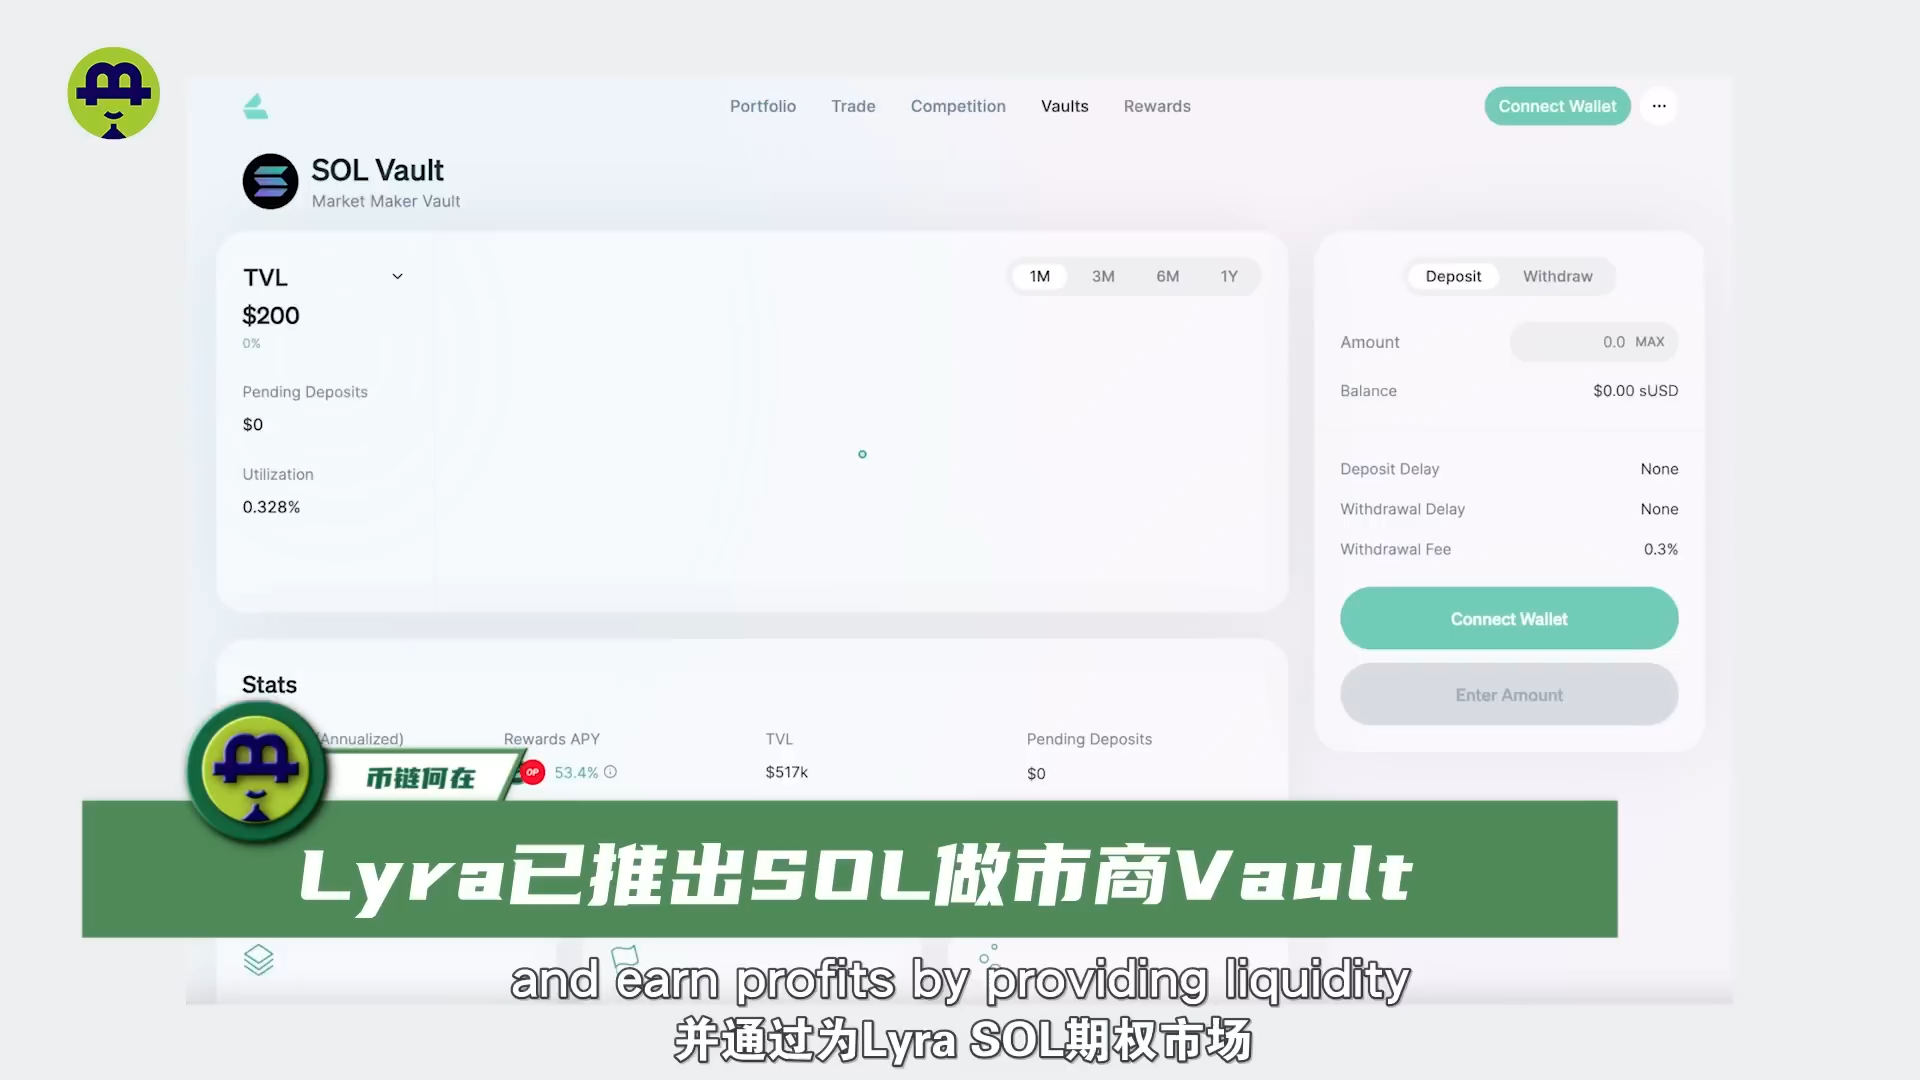 Portfolio Trade Competition Vaults Rewards Connect Wallet ...
SOL Vault
Market Maker Vault
TVL
1M 3M 6M 1Y
$200
0%
Pending Deposits
$0
Utilization
0.328%
Deposit Withdraw
Amount 0.0 MAX
Balance $0.00 sUSD
Deposit Delay None
Withdrawal Delay None
Withdrawal Fee 0.3%
Connect Wallet
Enter Amount
Stats
(Annualized) Rewards APY TVL Pending Deposits
OP 53.4% $517k $0
币链何在
Lyra已推出SOL做市商Vault
and earn profits by providing liquidity
并通过为Lyra SOL期权市场